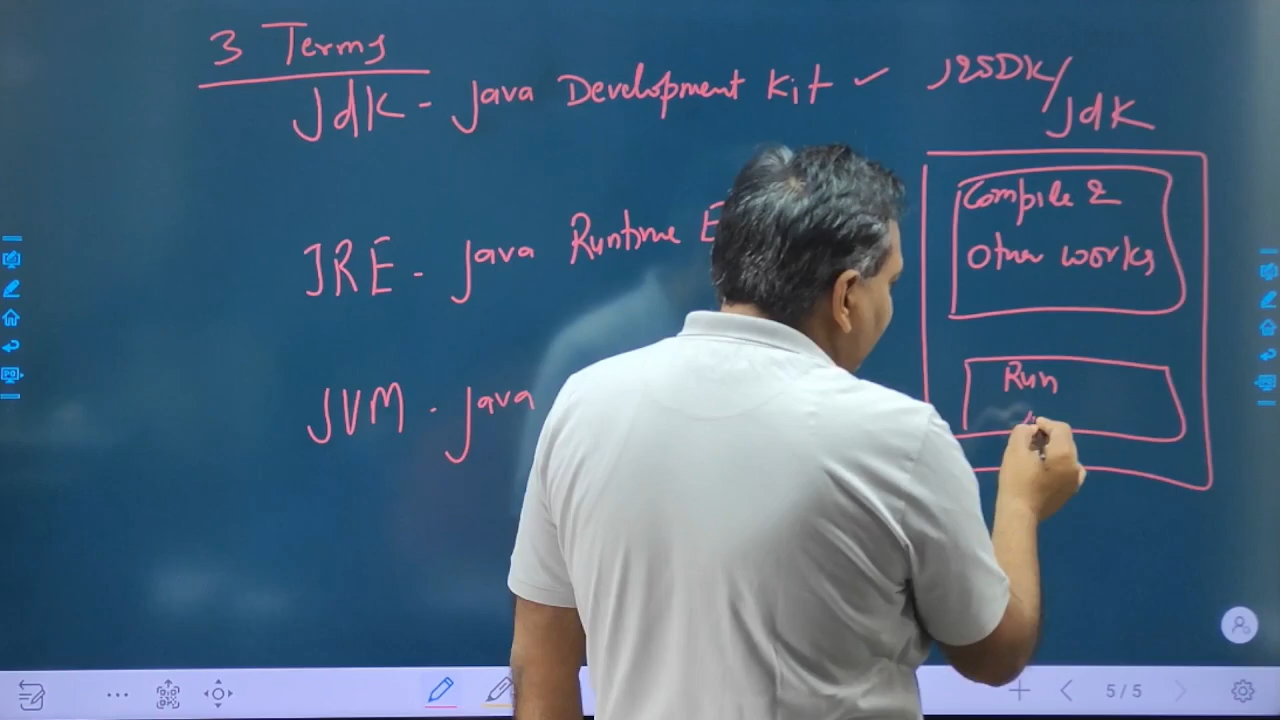 3 Terms
Jdk - Java Development Kit ✓
J2SDK/
Jdk
Compile &
Other works
JRE - Java Runtime E
Run
JVM - Java
5/5